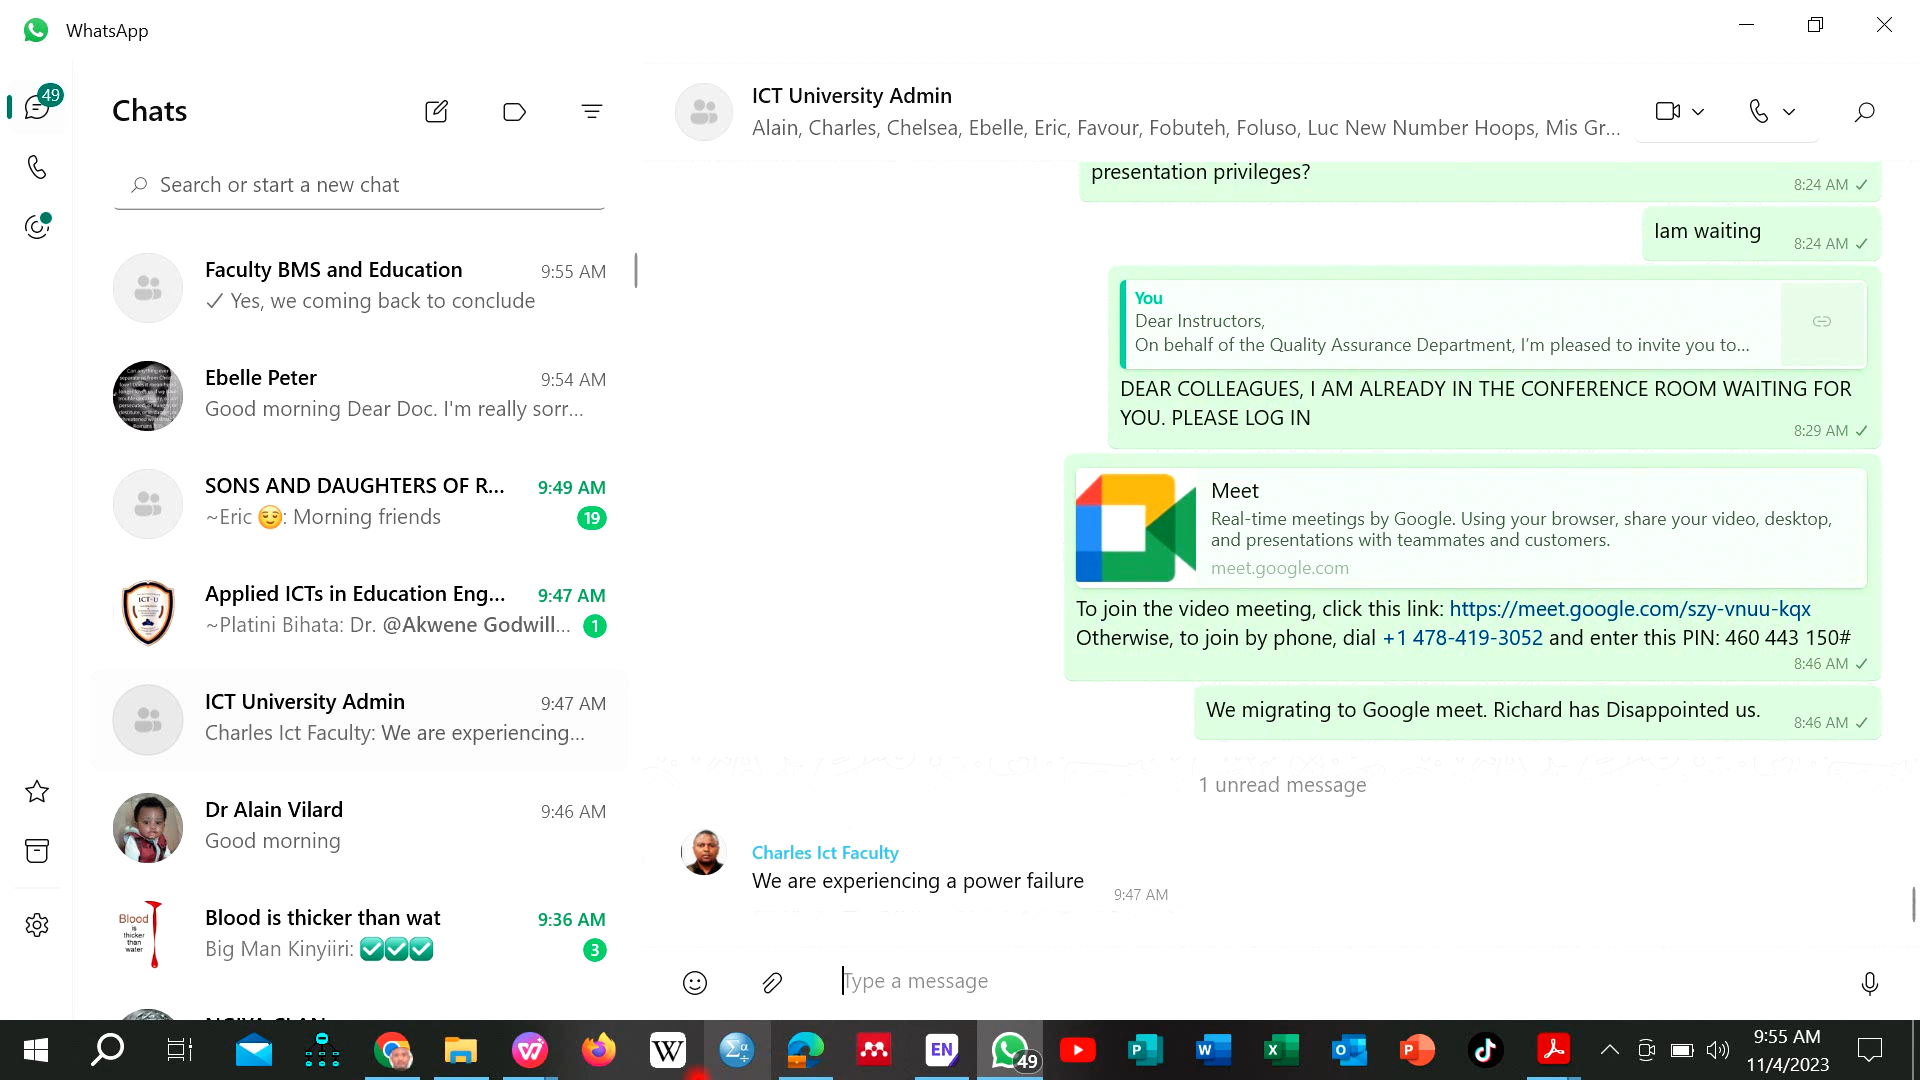 WhatsApp
49
Chats
Search or start a new chat
Faculty BMS and Education
9:55 AM
Yes, we coming back to conclude
Ebelle Peter
9:54 AM
Good morning Dear Doc. I'm really sorr...
SONS AND DAUGHTERS OF R...
9:49 AM
~Eric 😌: Morning friends
19
Applied ICTs in Education Eng...
9:47 AM
~Platini Bihata: Dr. @Akwene Godwill...
1
ICT University Admin
9:47 AM
Charles Ict Faculty: We are experiencing...
Dr Alain Vilard
9:46 AM
Good morning
Blood is thicker than wat
9:36 AM
Big Man Kinyiiri: ✅✅✅
3
Blood
is
thicker
than
water
ICT University Admin
Alain, Charles, Chelsea, Ebelle, Eric, Favour, Fobuteh, Foluso, Luc New Number Hoops, Mis Gr...
presentation privileges?
8:24 AM
Iam waiting
8:24 AM
You
Dear Instructors,
On behalf of the Quality Assurance Department, I’m pleased to invite you to...
DEAR COLLEAGUES, I AM ALREADY IN THE CONFERENCE ROOM WAITING FOR
YOU. PLEASE LOG IN
8:29 AM
Meet
Real-time meetings by Google. Using your browser, share your video, desktop,
and presentations with teammates and customers.
meet.google.com
To join the video meeting, click this link: https://meet.google.com/szy-vnuu-kqx
Otherwise, to join by phone, dial +1 478-419-3052 and enter this PIN: 460 443 150#
8:46 AM
We migrating to Google meet. Richard has Disappointed us.
8:46 AM
1 unread message
Charles Ict Faculty
We are experiencing a power failure
9:47 AM
Type a message
EN
49
9:55 AM
11/4/2023